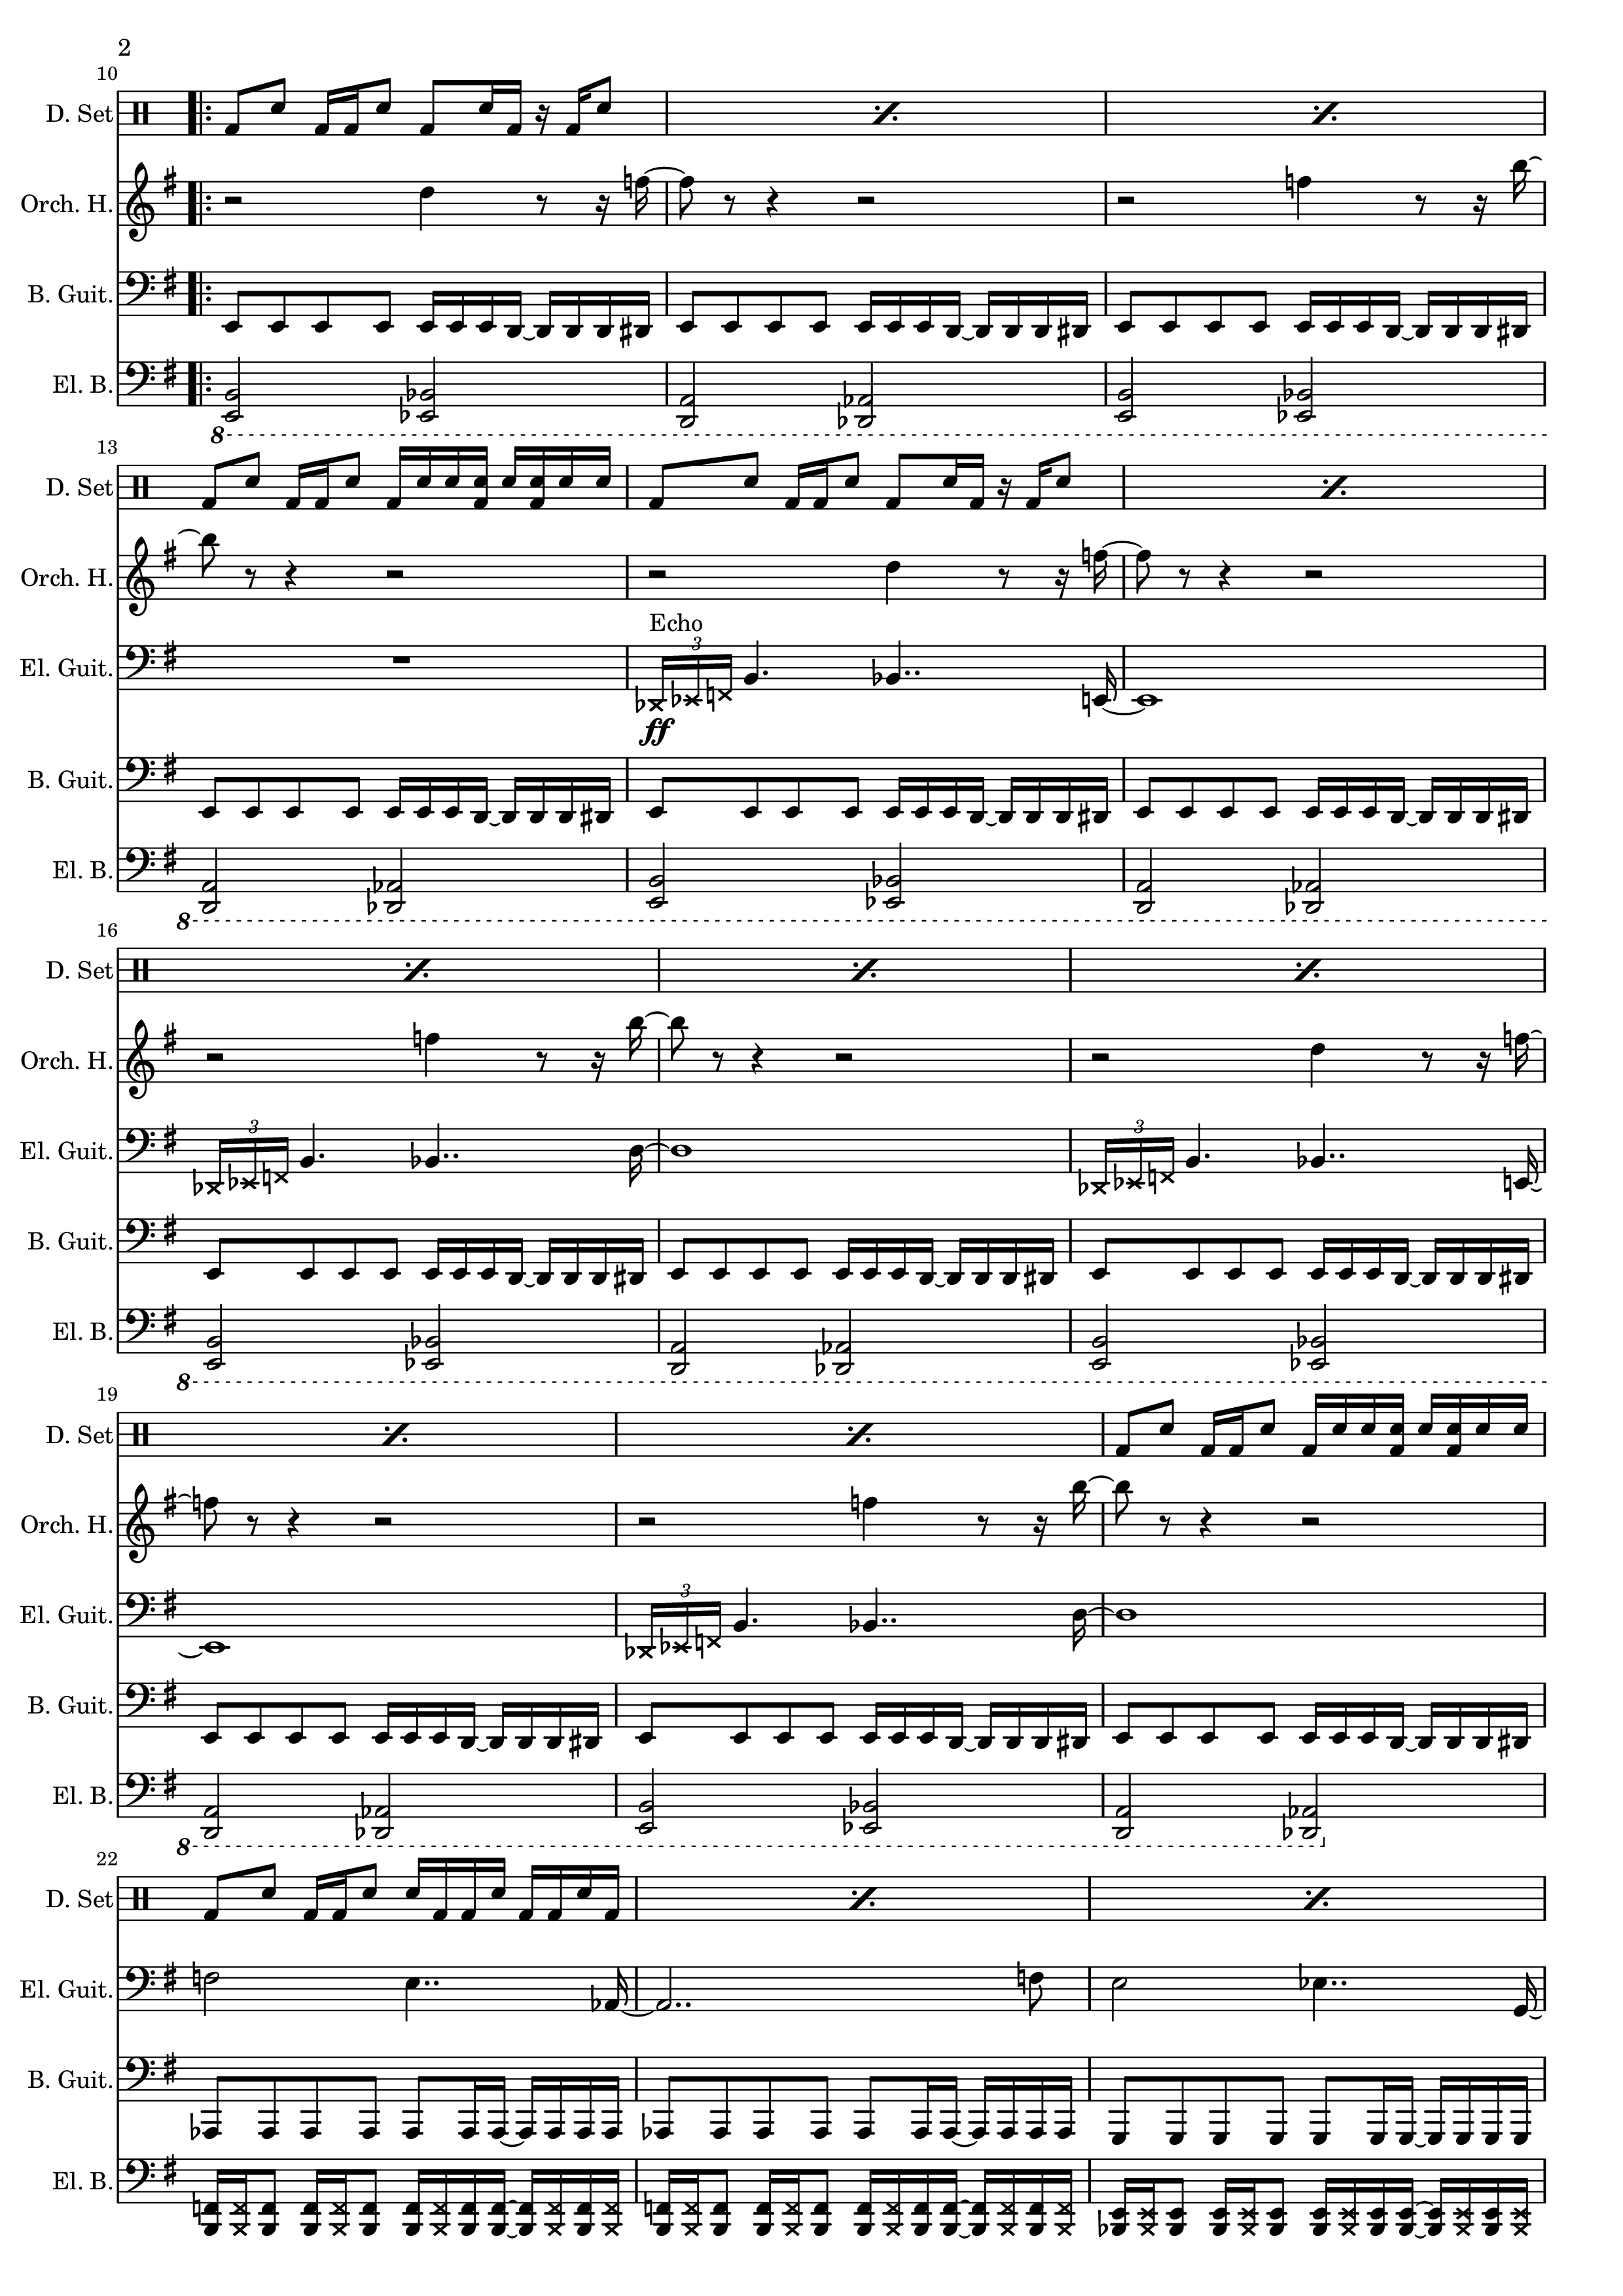 2
10
D. Set
Orch. H.
B. Guit.
El. B.
8
13
D. Set
Orch. H.
Echo
3
El. Guit.
ff
B. Guit.
El. B.
8
16
D. Set
Orch. H.
3
3
El. Guit.
B. Guit.
El. B.
8
19
D. Set
Orch. H.
3
El. Guit.
B. Guit.
El. B.
8
22
D. Set
El. Guit.
B. Guit.
El. B.